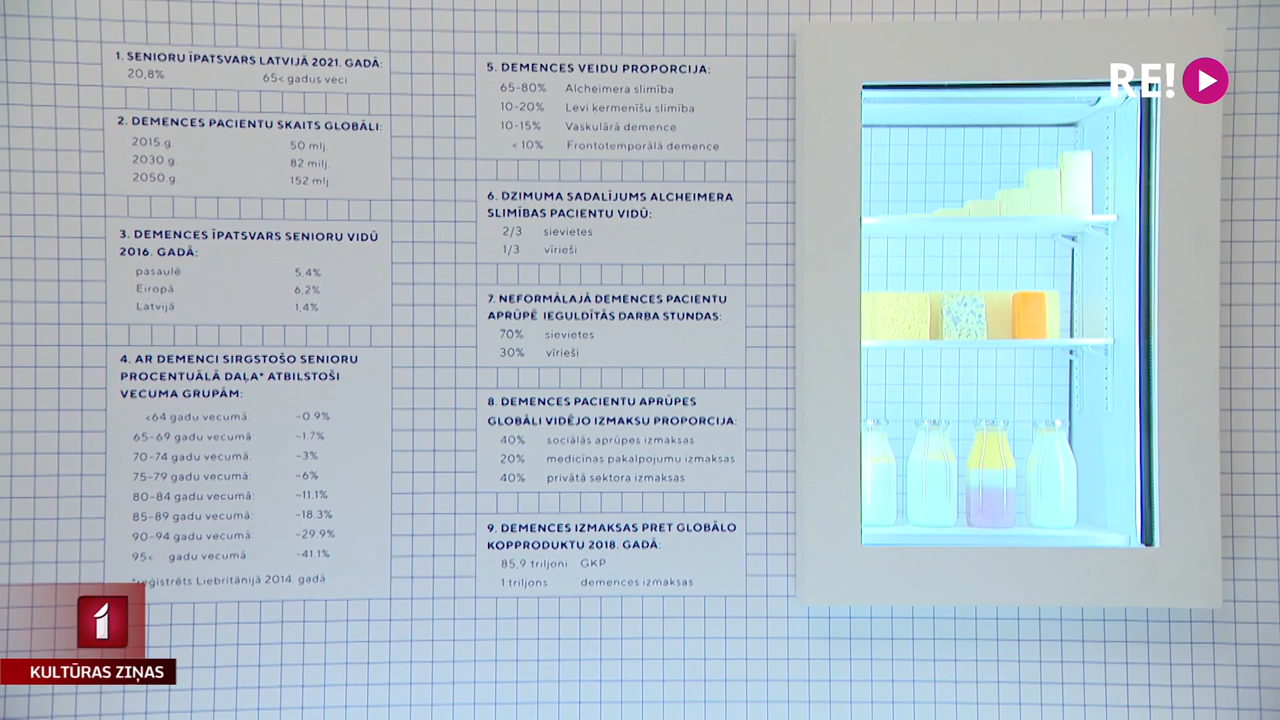 1. SENIORU ĪPATSVARS LATVIJĀ 2021. GADĀ:
20,8% 65< gadus veci
2. DEMENCES PACIENTU SKAITS GLOBĀLI:
2015.g. 50 mlj.
2030.g. 82 milj.
2050.g. 152 mlj.
3. DEMENCES ĪPATSVARS SENIORU VIDŪ
2016. GADĀ:
pasaulē 5,4%
Eiropā 6,2%
Latvijā 1,4%
4. AR DEMENCI SIRGSTOŠO SENIORU
PROCENTUĀLĀ DAĻA* ATBILSTOŠI
VECUMA GRUPĀM:
<64 gadu vecumā: ~0.9%
65-69 gadu vecumā: ~1.7%
70-74 gadu vecumā: ~3%
75-79 gadu vecumā: ~6%
80-84 gadu vecumā: ~11.1%
85-89 gadu vecumā: ~18.3%
90-94 gadu vecumā: ~29.9%
95< gadu vecumā: ~41.1%
*reģistrēts Lielbritānijā 2014. gadā
5. DEMENCES VEIDU PROPORCIJA:
65-80% Alcheimera slimība
10-20% Levi ķermenīšu slimība
10-15% Vaskulārā demence
<10% Frontotemporālā demence
6. DZIMUMA SADALĪJUMS ALCHEIMERA
SLIMĪBAS PACIENTU VIDŪ:
2/3 sievietes
1/3 vīrieši
7. NEFORMĀLAJĀ DEMENCES PACIENTU
APRŪPĒ IEGULDĪTĀS DARBA STUNDAS:
70% sievietes
30% vīrieši
8. DEMENCES PACIENTU APRŪPES
GLOBĀLI VIDĒJO IZMAKSU PROPORCIJA:
40% sociālās aprūpes izmaksas
20% medicīnas pakalpojumu izmaksas
40% privātā sektora izmaksas
9. DEMENCES IZMAKSAS PRET GLOBĀLO
KOPPRODUKTU 2018. GADĀ:
85,9 triljoni GKP
1 triljons demences izmaksas
RE!
1
KULTŪRAS ZIŅAS